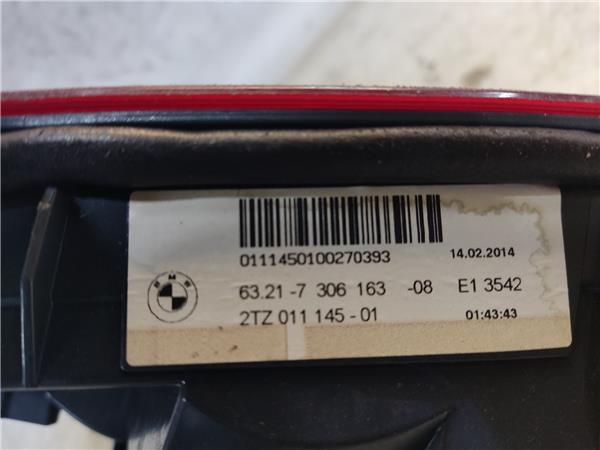 0111450100270393 14.02.2014
BMW
63.21-7 306 163 -08 E1 3542
2TZ 011 145-01 01:43:43